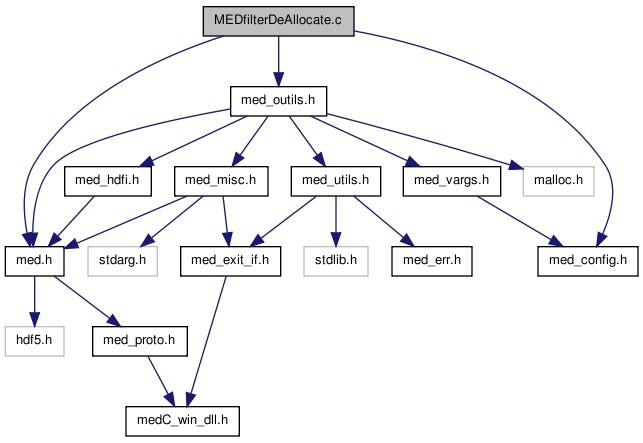 MEDfilterDeAllocate.c
med_outils.h
med_hdfi.h
med_misc.h
med_utils.h
med_vargs.h
malloc.h
med.h
stdarg.h
med_exit_if.h
stdlib.h
med_err.h
med_config.h
hdf5.h
med_proto.h
medC_win_dll.h